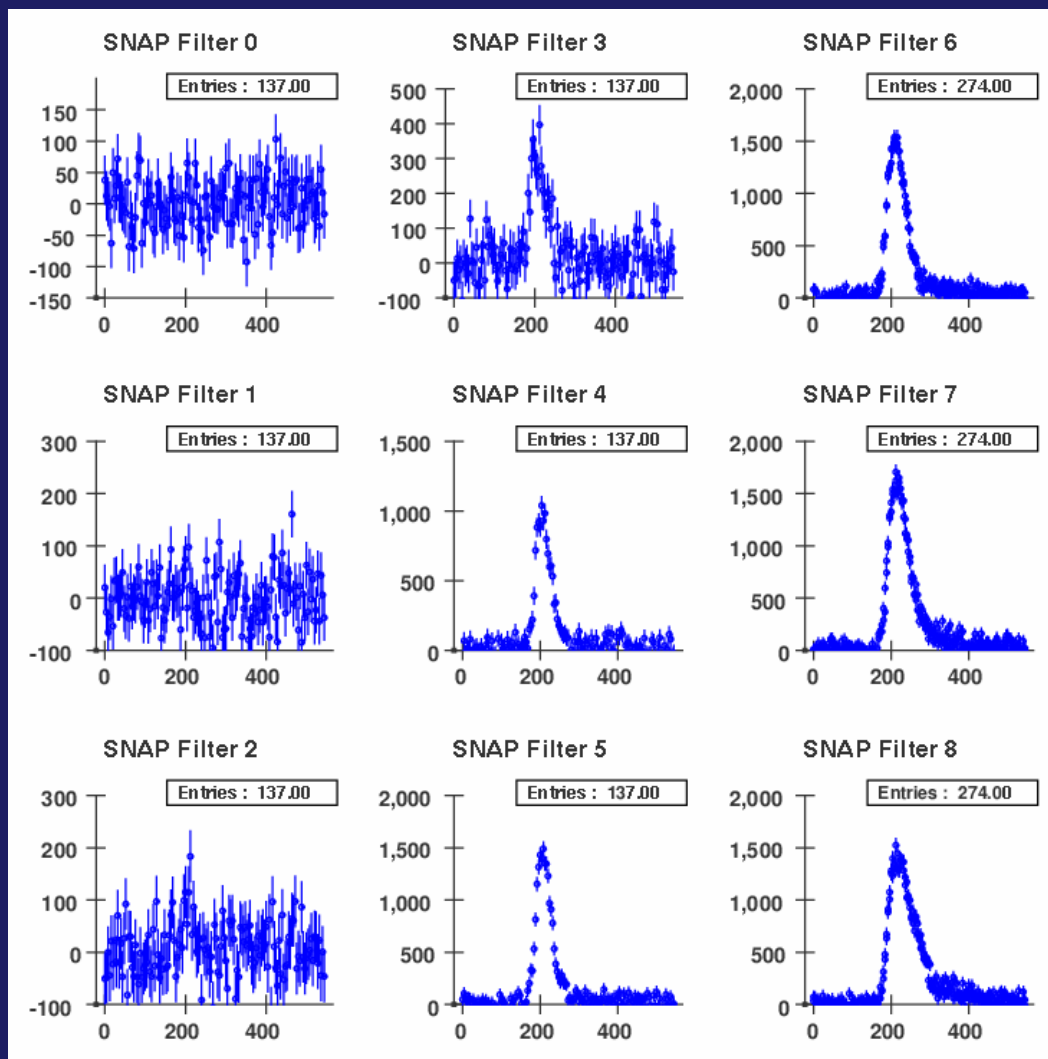 SNAP Filter 0
Entries : 137.00
150
100
50
0
-50
-100
-150
0 200 400
SNAP Filter 3
Entries : 137.00
500
400
300
200
100
0
-100
0 200 400
SNAP Filter 6
Entries : 274.00
2,000
1,500
1,000
500
0
0 200 400
SNAP Filter 1
Entries : 137.00
300
200
100
0
-100
0 200 400
SNAP Filter 4
Entries : 137.00
1,500
1,000
500
0
0 200 400
SNAP Filter 7
Entries : 274.00
2,000
1,500
1,000
500
0
0 200 400
SNAP Filter 2
Entries : 137.00
300
200
100
0
-100
0 200 400
SNAP Filter 5
Entries : 137.00
2,000
1,500
1,000
500
0
0 200 400
SNAP Filter 8
Entries : 274.00
2,000
1,500
1,000
500
0
0 200 400